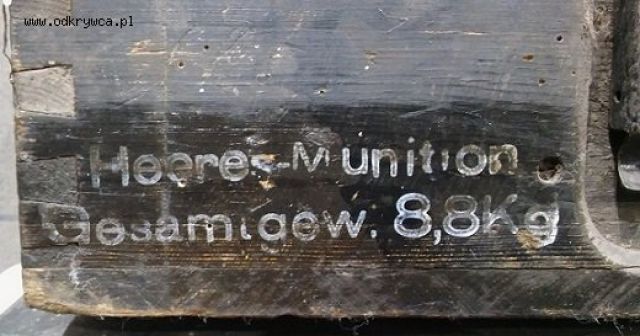 www.odkrywca.pl
Heeres-Munition
Gesamtgew. 8,8Kg